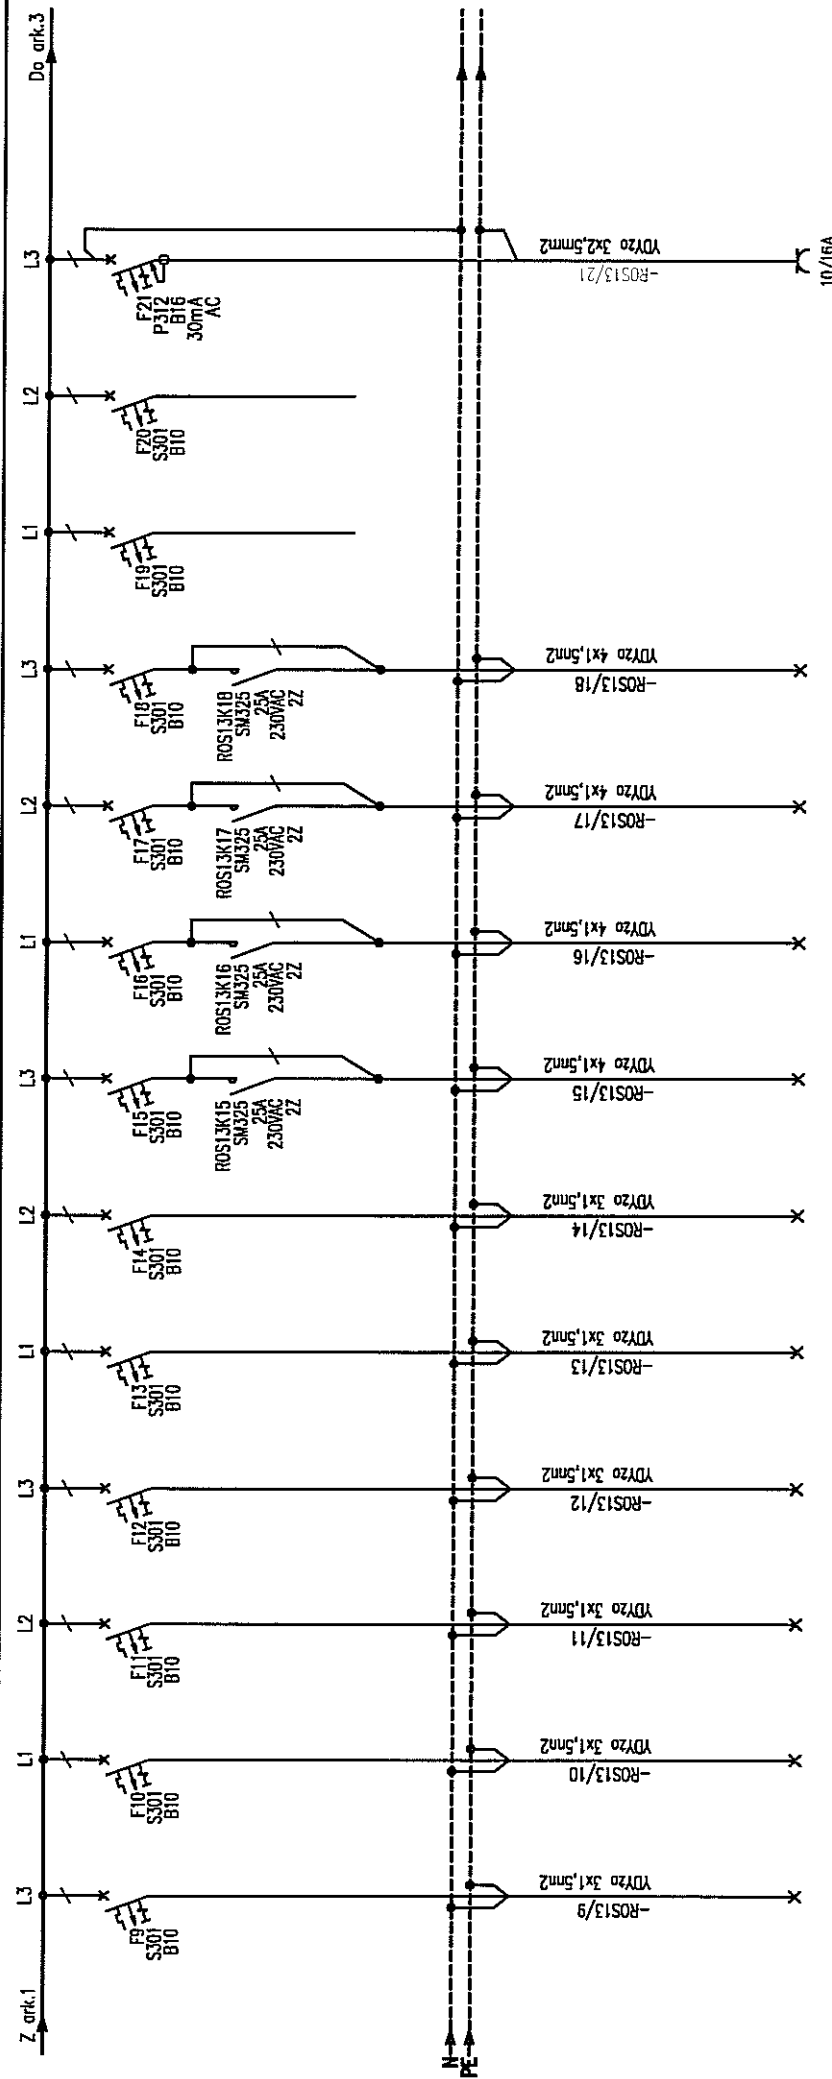 Z ark.1
Do ark.3
L3
F9
S301
B10
-ROS13/9
YDYżo 3x1,5mm2
L1
F10
S301
B10
-ROS13/10
YDYżo 3x1,5mm2
L2
F11
S301
B10
-ROS13/11
YDYżo 3x1,5mm2
L3
F12
S301
B10
-ROS13/12
YDYżo 3x1,5mm2
L1
F13
S301
B10
-ROS13/13
YDYżo 3x1,5mm2
L2
F14
S301
B10
-ROS13/14
YDYżo 3x1,5mm2
L3
F15
S301
B10
ROS13K15
SM325
25A
230VAC
2Z
-ROS13/15
YDYżo 4x1,5mm2
L1
F16
S301
B10
ROS13K16
SM325
25A
230VAC
2Z
-ROS13/16
YDYżo 4x1,5mm2
L2
F17
S301
B10
ROS13K17
SM325
25A
230VAC
2Z
-ROS13/17
YDYżo 4x1,5mm2
L3
F18
S301
B10
ROS13K18
SM325
25A
230VAC
2Z
-ROS13/18
YDYżo 4x1,5mm2
L1
F19
S301
B10
L2
F20
S301
B10
L3
F21
P312
B16
30mA
AC
-ROS13/21
YDYżo 3x2,5mm2
10/16A
N
PE